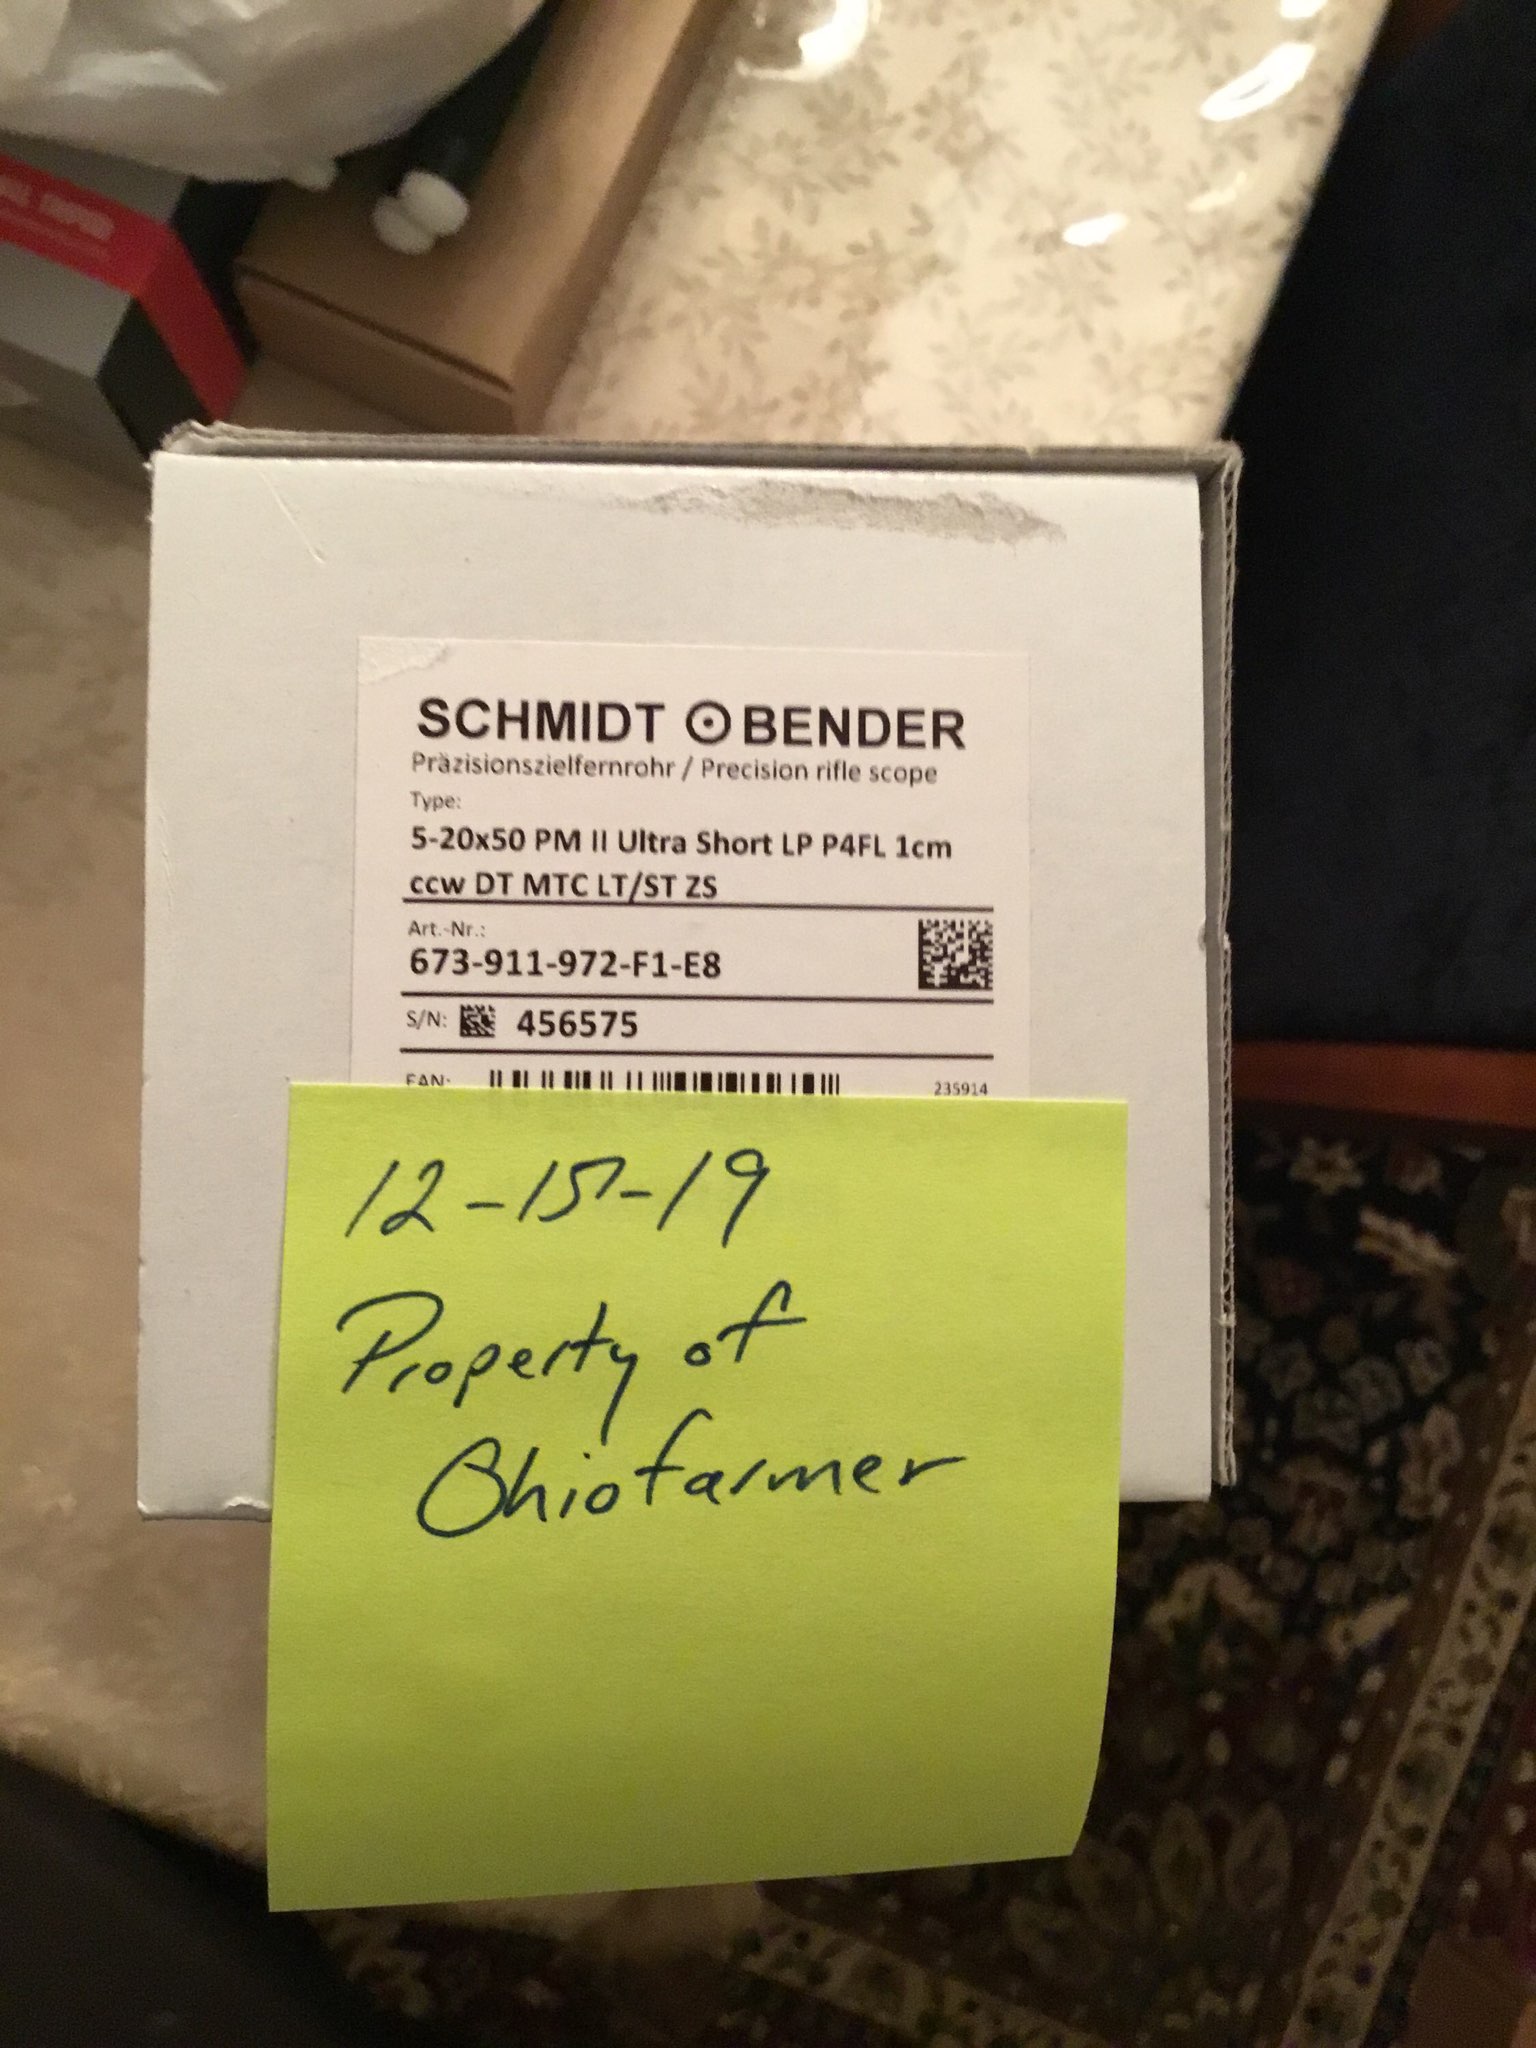 SCHMIDT BENDER
Präzisionszielfernrohr / Precision rifle scope
Type:
5-20x50 PM II Ultra Short LP P4FL 1cm
ccw DT MTC LT/ST ZS
Art.-Nr.:
673-911-972-F1-E8
S/N: 456575
EAN:
235914
12-15-19
Property of
Ohiofarmer